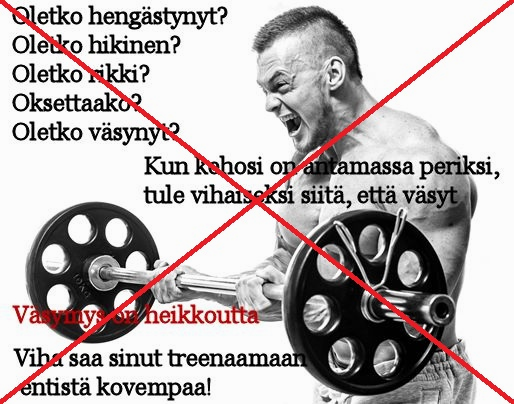 Oletko hengästynyt?
Oletko hikinen?
Oletko rikki?
Oksettaako?
Oletko väsynyt?
Kun kehosi on antamassa periksi,
tule vihaiseksi siitä, että väsyt
Väsymys on heikkoutta
Viha saa sinut treenaamaan
entistä kovempaa!
10KG